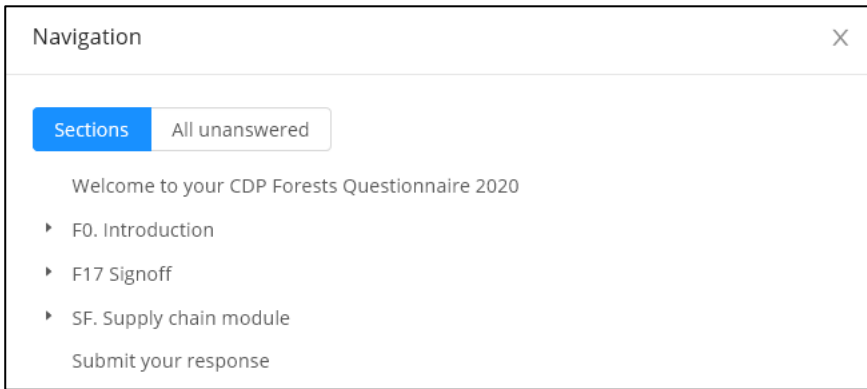 Navigation
Sections
All unanswered
Welcome to your CDP Forests Questionnaire 2020
F0. Introduction
F17 Signoff
SF. Supply chain module
Submit your response